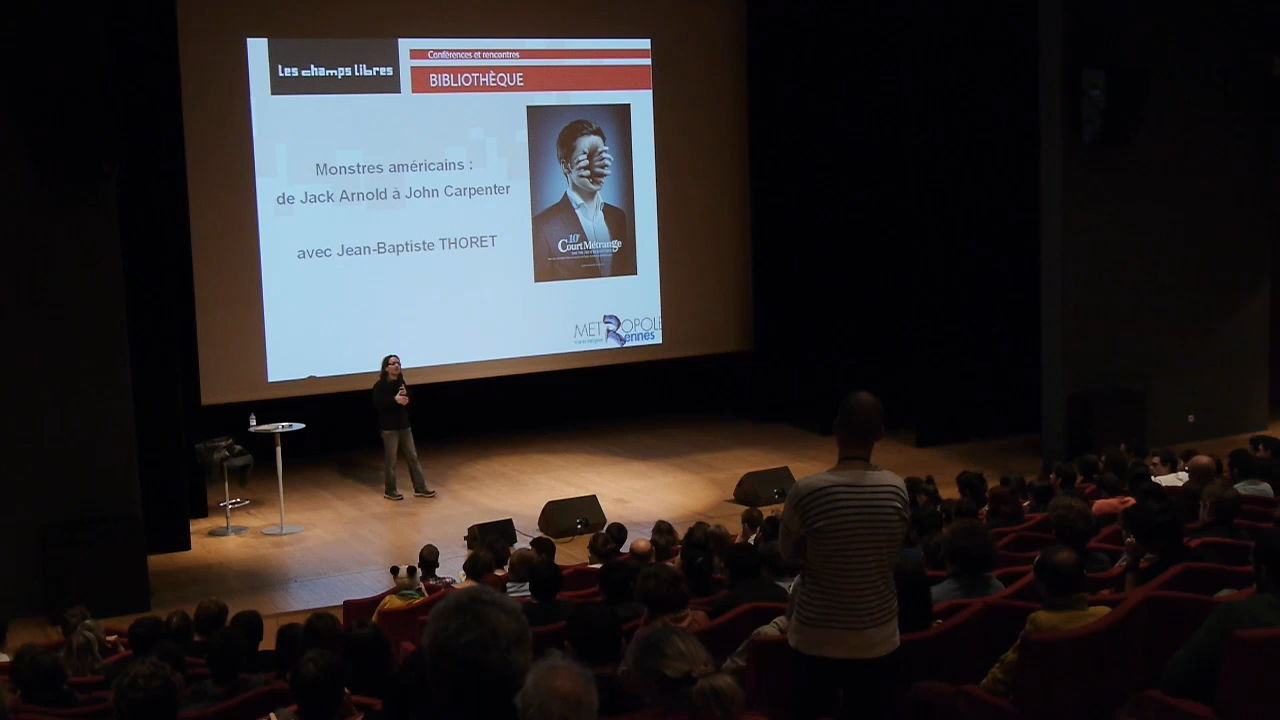 Les champs Libres
Conférences et rencontres
BIBLIOTHÈQUE
Monstres américains :
de Jack Arnold à John Carpenter
avec Jean-Baptiste THORET
10e
CourtMétrange
METROPOLE
Rennes